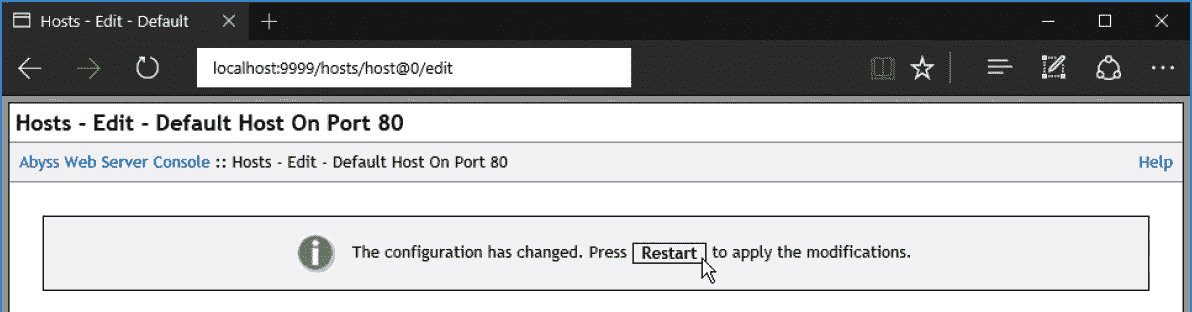 Hosts - Edit - Default
localhost:9999/hosts/host@0/edit
Hosts - Edit - Default Host On Port 80
Abyss Web Server Console :: Hosts - Edit - Default Host On Port 80 Help
The configuration has changed. Press Restart to apply the modifications.